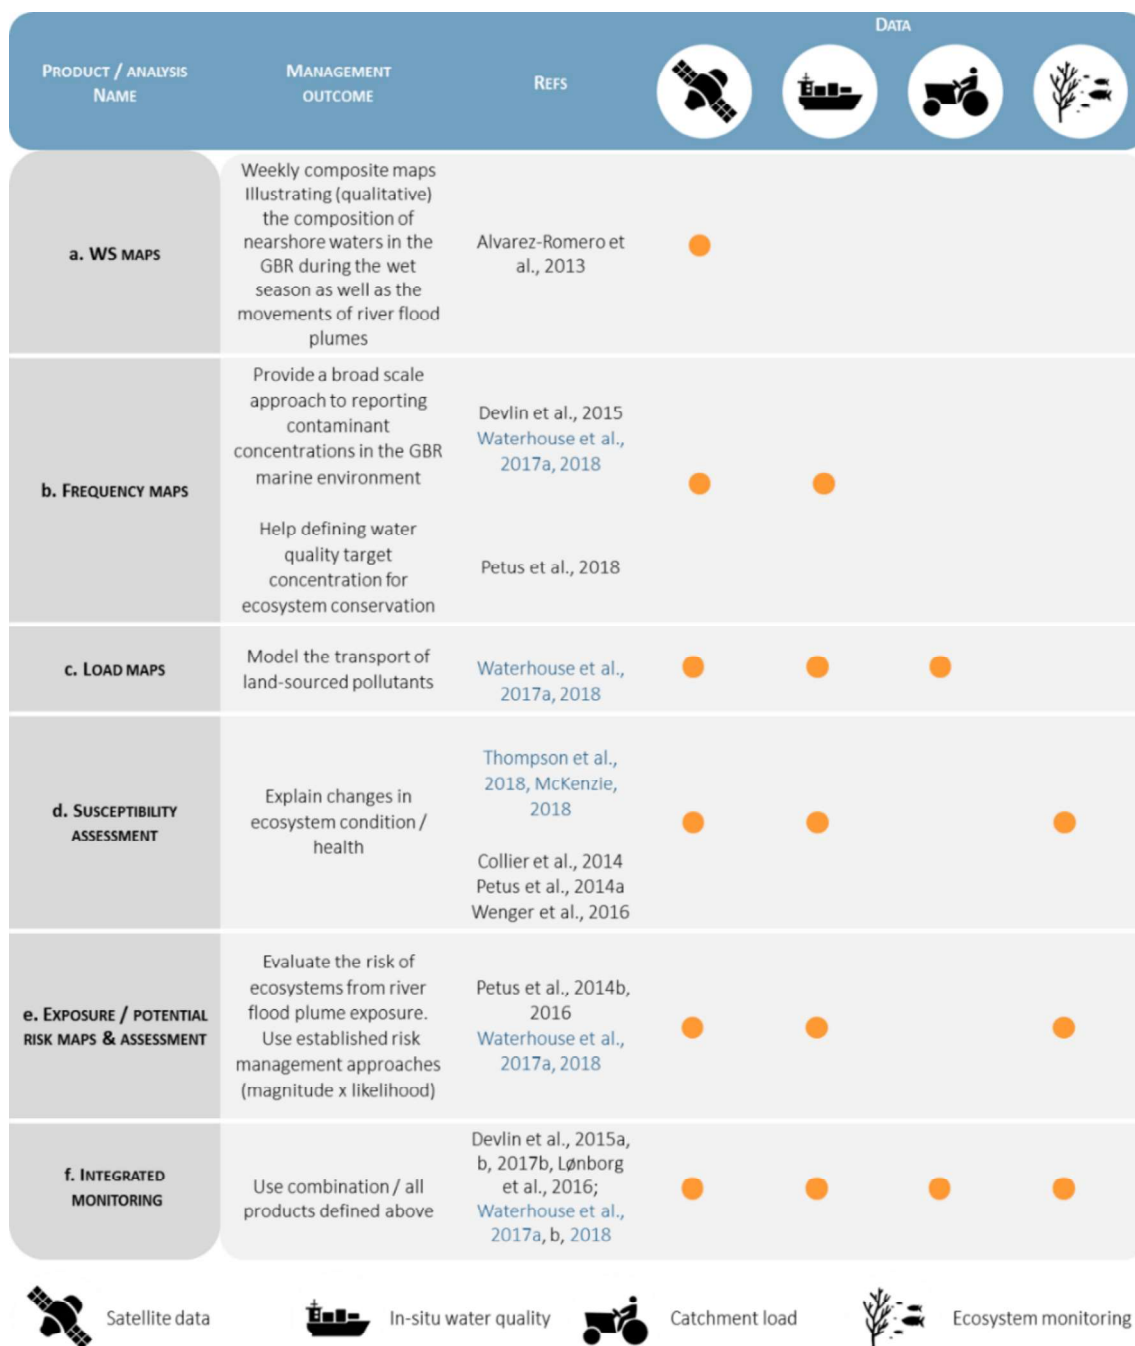 DATA
PRODUCT / ANALYSIS
NAME
MANAGEMENT
OUTCOME
REFS
a. WS MAPS
Weekly composite maps
Illustrating (qualitative)
the composition of
nearshore waters in the
GBR during the wet
season as well as the
movements of river flood
plumes
Alvarez-Romero et
al., 2013
b. FREQUENCY MAPS
Provide a broad scale
approach to reporting
contaminant
concentrations in the GBR
marine environment
Devlin et al., 2015
Waterhouse et al.,
2017a, 2018
Help defining water
quality target
concentration for
ecosystem conservation
Petus et al., 2018
c. LOAD MAPS
Model the transport of
land-sourced pollutants
Waterhouse et al.,
2017a, 2018
d. SUSCEPTIBILITY
ASSESSMENT
Explain changes in
ecosystem condition /
health
Thompson et al.,
2018, McKenzie,
2018
Collier et al., 2014
Petus et al., 2014a
Wenger et al., 2016
e. EXPOSURE / POTENTIAL
RISK MAPS & ASSESSMENT
Evaluate the risk of
ecosystems from river
flood plume exposure.
Use established risk
management approaches
(magnitude x likelihood)
Petus et al., 2014b,
2016
Waterhouse et al.,
2017a, 2018
f. INTEGRATED
MONITORING
Use combination / all
products defined above
Devlin et al., 2015a,
b, 2017b, Lønborg
et al., 2016;
Waterhouse et al.,
2017a, b, 2018
Satellite data
In-situ water quality
Catchment load
Ecosystem monitoring